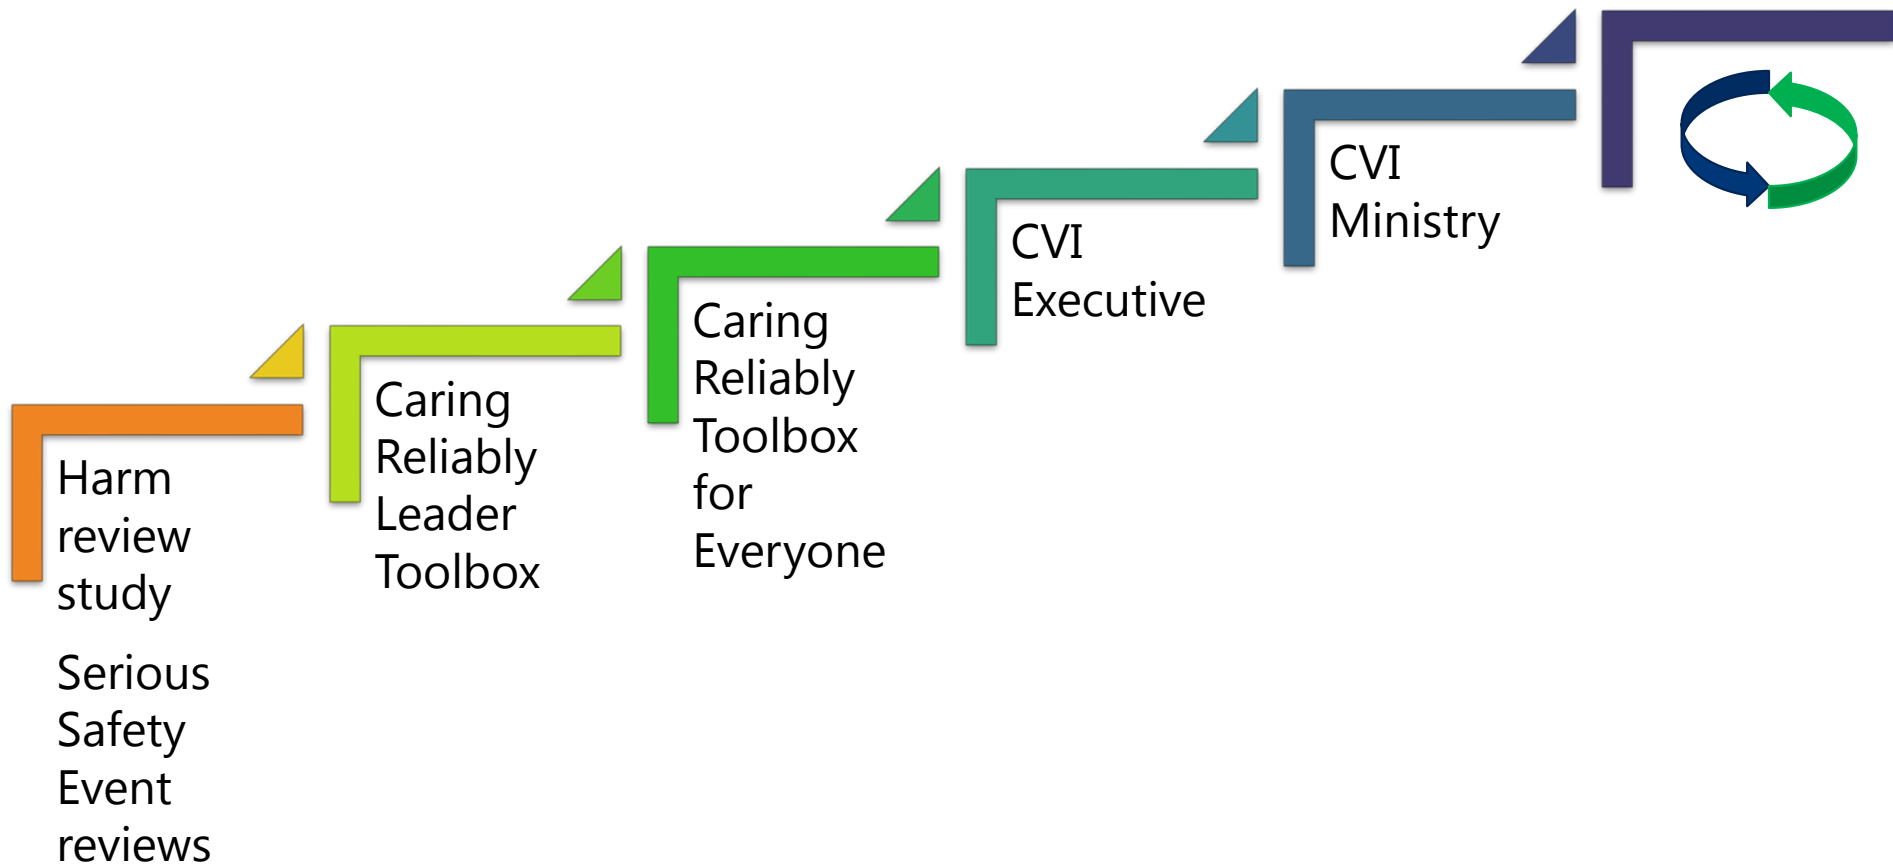 Harm
review
study
Serious
Safety
Event
reviews
Caring
Reliably
Leader
Toolbox
Caring
Reliably
Toolbox
for
Everyone
CVI
Executive
CVI
Ministry